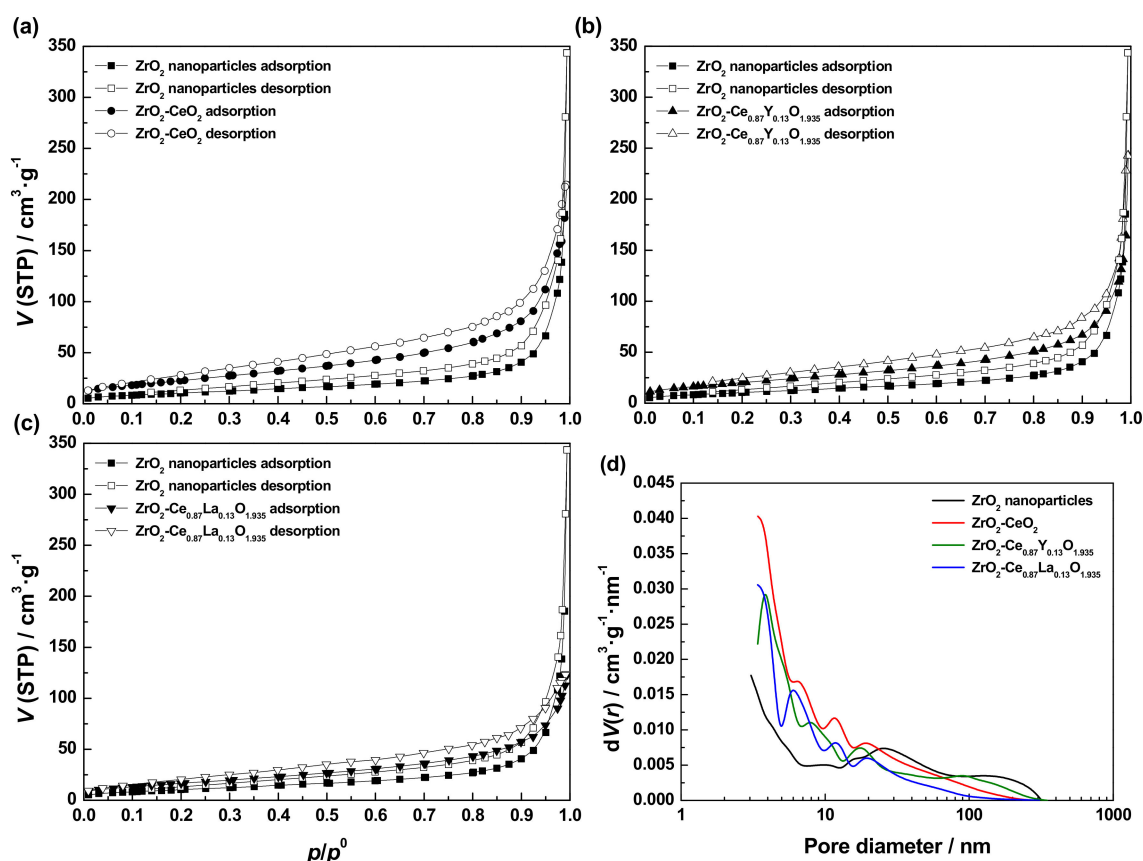 (a)
350
300
250
200
150
100
50
0
V (STP) / cm³·g⁻¹
ZrO₂ nanoparticles adsorption
ZrO₂ nanoparticles desorption
ZrO₂-CeO₂ adsorption
ZrO₂-CeO₂ desorption
0.0 0.1 0.2 0.3 0.4 0.5 0.6 0.7 0.8 0.9 1.0
(b)
350
300
250
200
150
100
50
0
V (STP) / cm³·g⁻¹
ZrO₂ nanoparticles adsorption
ZrO₂ nanoparticles desorption
ZrO₂-Ce₀.₈₇Y₀.₁₃O₁.₉₃₅ adsorption
ZrO₂-Ce₀.₈₇Y₀.₁₃O₁.₉₃₅ desorption
0.0 0.1 0.2 0.3 0.4 0.5 0.6 0.7 0.8 0.9 1.0
(c)
350
300
250
200
150
100
50
0
V (STP) / cm³·g⁻¹
ZrO₂ nanoparticles adsorption
ZrO₂ nanoparticles desorption
ZrO₂-Ce₀.₈₇La₀.₁₃O₁.₉₃₅ adsorption
ZrO₂-Ce₀.₈₇La₀.₁₃O₁.₉₃₅ desorption
0.0 0.1 0.2 0.3 0.4 0.5 0.6 0.7 0.8 0.9 1.0
p/p⁰
(d)
0.045
0.040
0.035
0.030
0.025
0.020
0.015
0.010
0.005
0.000
dV(r) / cm³·g⁻¹·nm⁻¹
ZrO₂ nanoparticles
ZrO₂-CeO₂
ZrO₂-Ce₀.₈₇Y₀.₁₃O₁.₉₃₅
ZrO₂-Ce₀.₈₇La₀.₁₃O₁.₉₃₅
1 10 100 1000
Pore diameter / nm